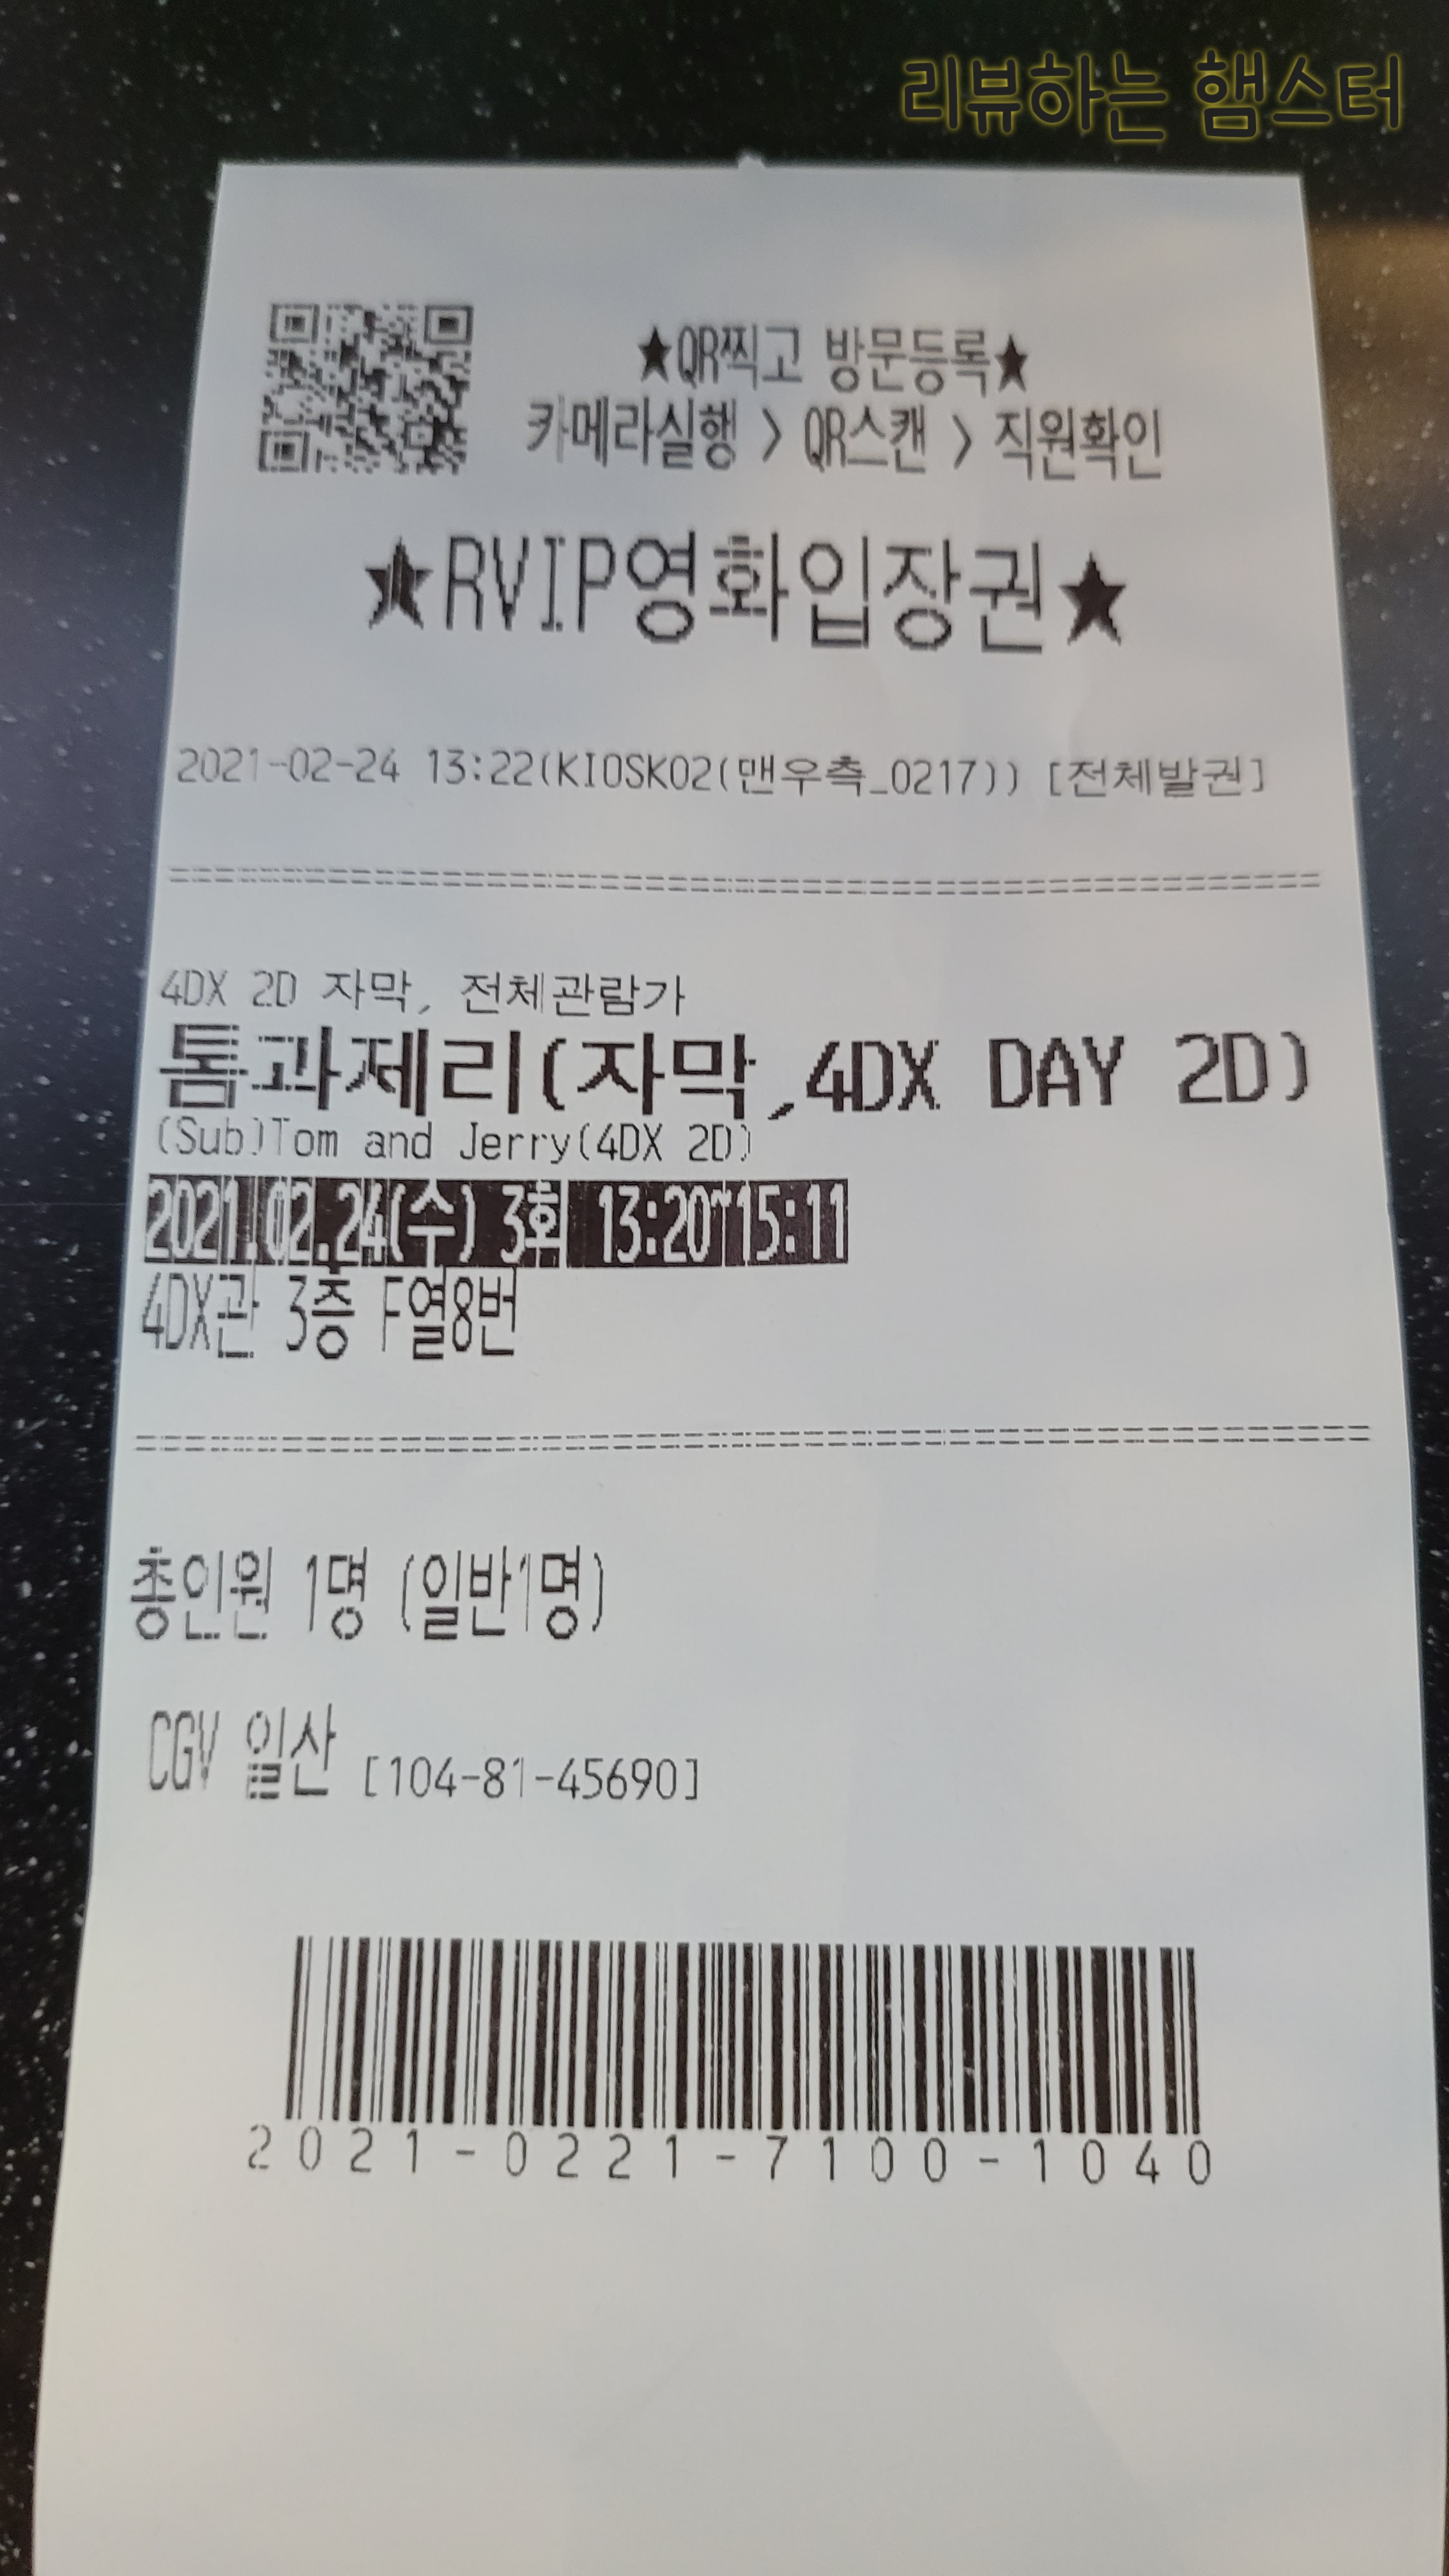 리뷰하는 햄스터
★QR찍고 방문등록★
카메라실행 > QR스캔 > 직원확인
★RVIP영화입장권★
2021-02-24 13:22(KIOSK02(맨우측_0217)) [전체발권]
4DX 2D 자막, 전체관람가
톰과제리(자막,4DX DAY 2D)
(Sub)Tom and Jerry(4DX 2D)
2021.02.24(수) 3회 13:20~15:11
4DX관 3층 F열8번
총인원 1명 (일반1명)
CGV 일산 [104-81-45690]
2021-0221-7100-1040